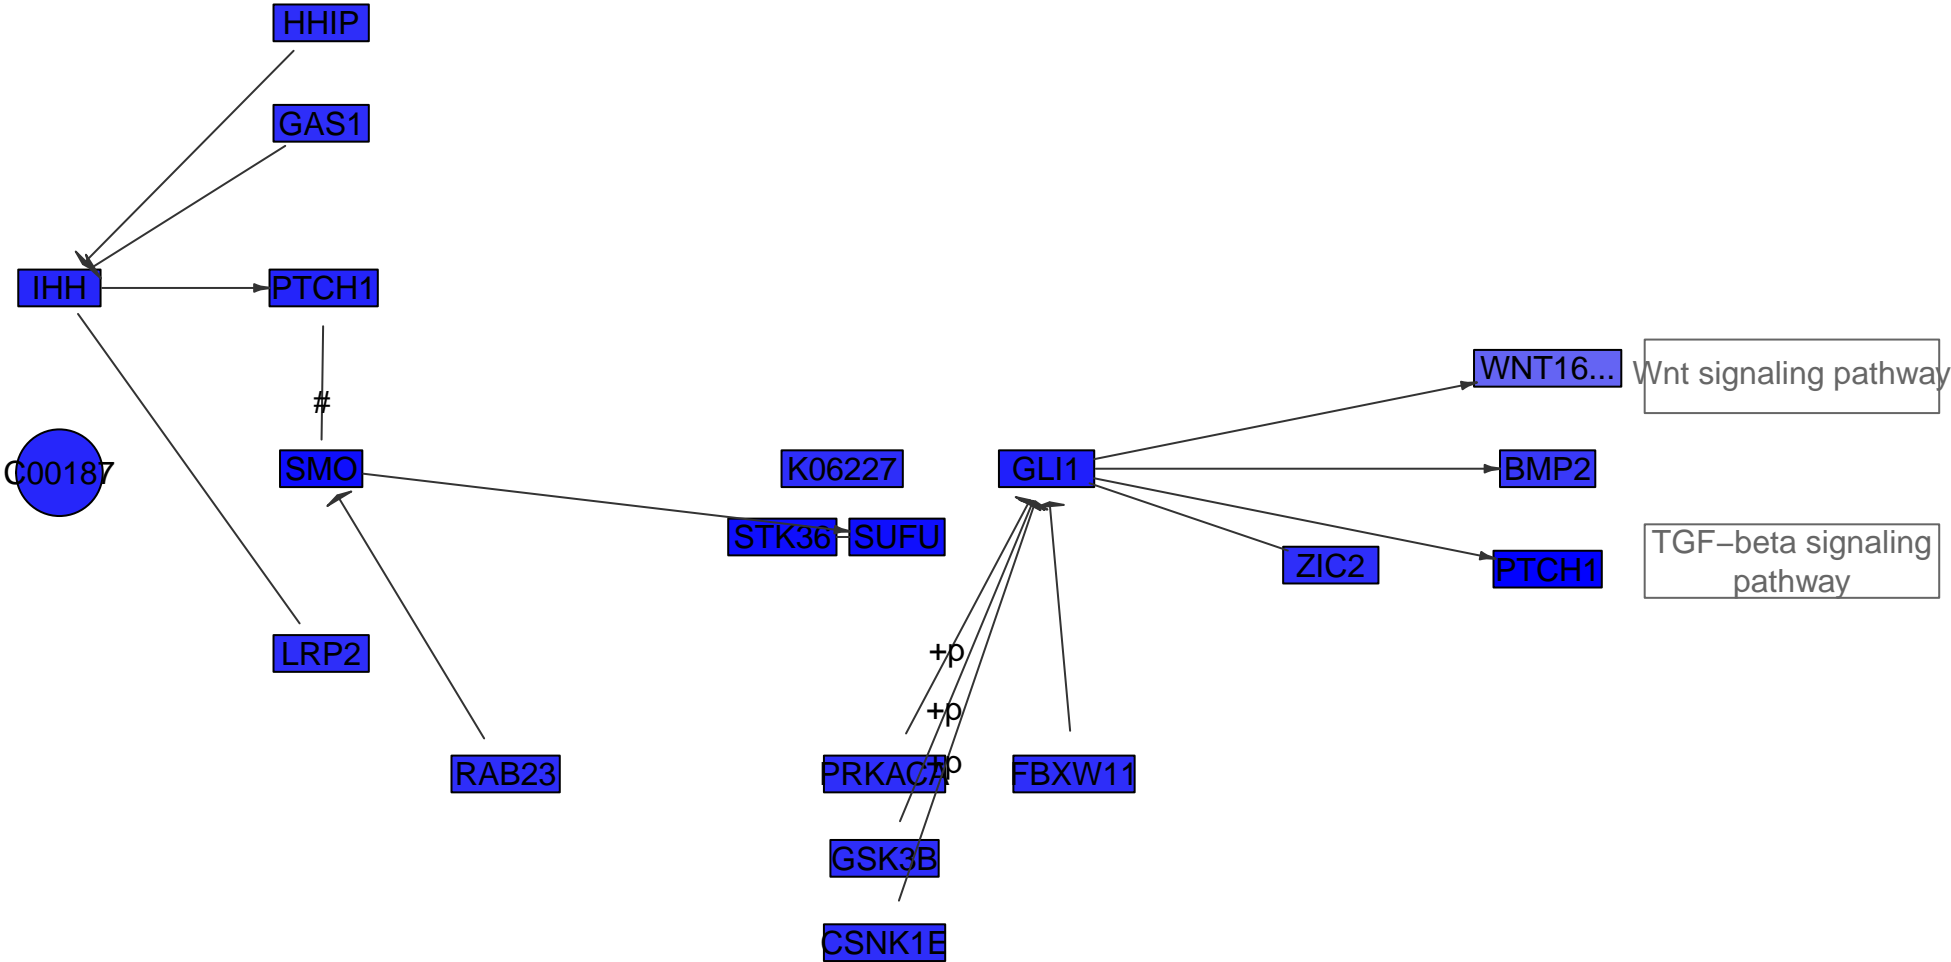 HHIP
GAS1
IHH
PTCH1
WNT16...
Wnt signaling pathway
#
C00187
SMO
K06227
GLI1
BMP2
STK36
SUFU
ZIC2
PTCH1
TGF−beta signaling
pathway
LRP2
+p
+p
+p
RAB23
PRKACA
FBXW11
GSK3B
CSNK1E